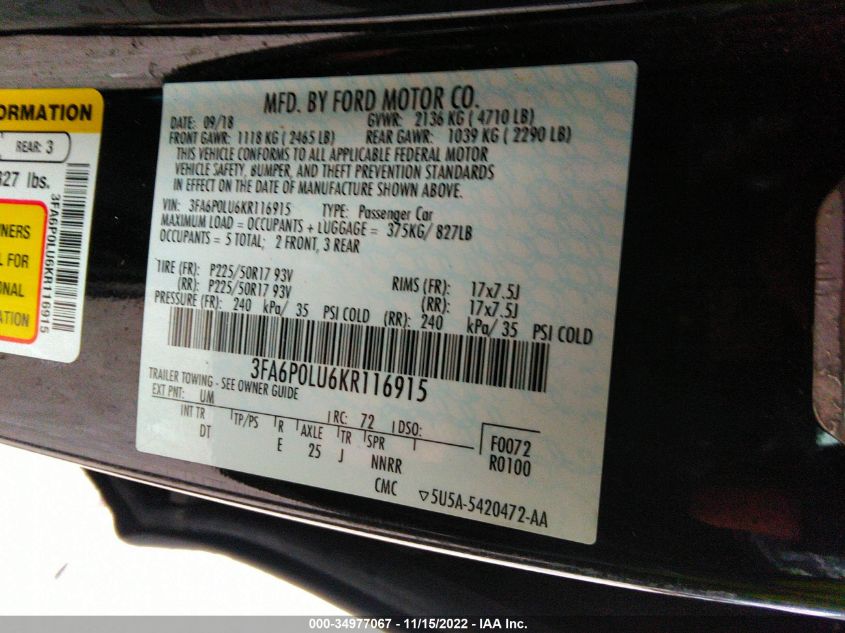 ORMATION
REAR: 3
827 lbs.
NERS
L FOR
ONAL
ATION
3FA6P0LU6KR116915
MFD. BY FORD MOTOR CO.
DATE: 09/18 GVWR: 2136 KG ( 4710 LB)
FRONT GAWR: 1118 KG ( 2465 LB) REAR GAWR: 1039 KG ( 2290 LB)
THIS VEHICLE CONFORMS TO ALL APPLICABLE FEDERAL MOTOR
VEHICLE SAFETY, BUMPER, AND THEFT PREVENTION STANDARDS
IN EFFECT ON THE DATE OF MANUFACTURE SHOWN ABOVE.
VIN: 3FA6P0LU6KR116915 TYPE: Passenger Car
MAXIMUM LOAD = OCCUPANTS + LUGGAGE = 375KG/ 827LB
OCCUPANTS = 5 TOTAL; 2 FRONT, 3 REAR
TIRE (FR): P225/50R17 93V RIMS (FR): 17x7.5J
(RR): P225/50R17 93V (RR): 17x7.5J
PRESSURE (FR): 240 kPa/ 35 PSI COLD (RR): 240 kPa/ 35 PSI COLD
3FA6P0LU6KR116915
TRAILER TOWING - SEE OWNER GUIDE
EXT PNT: UM RC: 72 DSO: F0072
INT TR TP/PS R AXLE TR SPR R0100
DT E 25 J NNRR
CMC ▽5U5A-5420472-AA
000-34977067 - 11/15/2022 - IAA Inc.